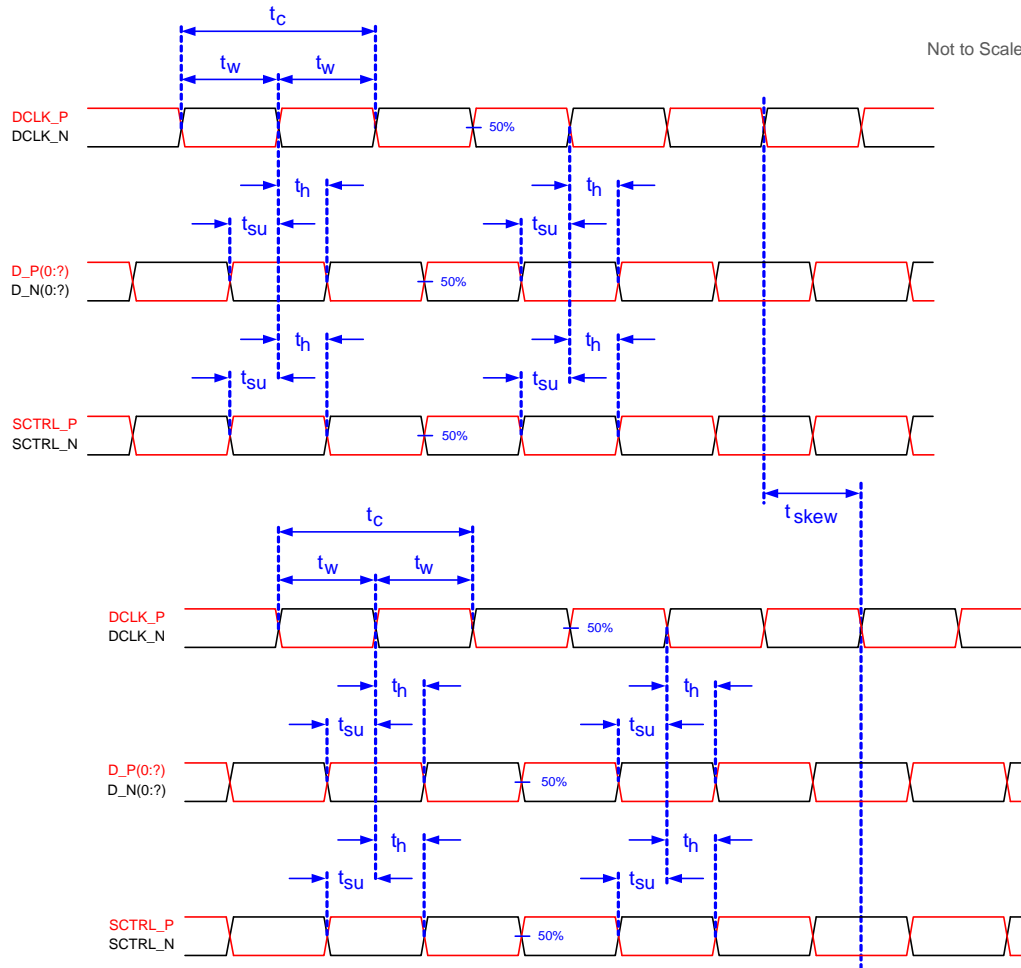 tc
Not to Scale
tw tw
DCLK_P
DCLK_N
50%
th th
tsu tsu
D_P(0:?)
D_N(0:?)
50%
th th
tsu tsu
SCTRL_P
SCTRL_N
50%
tskew
tc
tw tw
DCLK_P
DCLK_N
50%
th th
tsu tsu
D_P(0:?)
D_N(0:?)
50%
th th
tsu tsu
SCTRL_P
SCTRL_N
50%